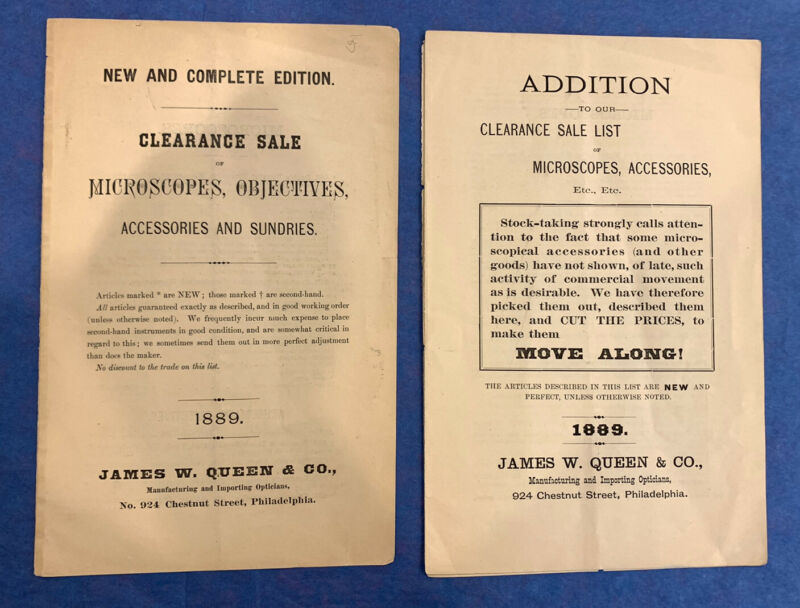 NEW AND COMPLETE EDITION.
CLEARANCE SALE
OF
MICROSCOPES, OBJECTIVES,
ACCESSORIES AND SUNDRIES.
Articles marked * are NEW; those marked † are second-hand.
All articles guaranteed exactly as described, and in good working order
(unless otherwise noted). We frequently incur much expense to place
second-hand instruments in good condition, and are somewhat critical in
regard to this; we sometimes send them out in more perfect adjustment
than does the maker.
No discount to the trade on this list.
1889.
JAMES W. QUEEN & CO.,
Manufacturing and Importing Opticians,
No. 924 Chestnut Street, Philadelphia.
ADDITION
—TO OUR—
CLEARANCE SALE LIST
OF
MICROSCOPES, ACCESSORIES,
Etc., Etc.
Stock-taking strongly calls atten-
tion to the fact that some micro-
scopical accessories (and other
goods) have not shown, of late, such
activity of commercial movement
as is desirable. We have therefore
picked them out, described them
here, and CUT THE PRICES, to
make them
MOVE ALONG!
THE ARTICLES DESCRIBED IN THIS LIST ARE NEW AND
PERFECT, UNLESS OTHERWISE NOTED.
1889.
JAMES W. QUEEN & CO.,
Manufacturing and Importing Opticians,
924 Chestnut Street, Philadelphia.